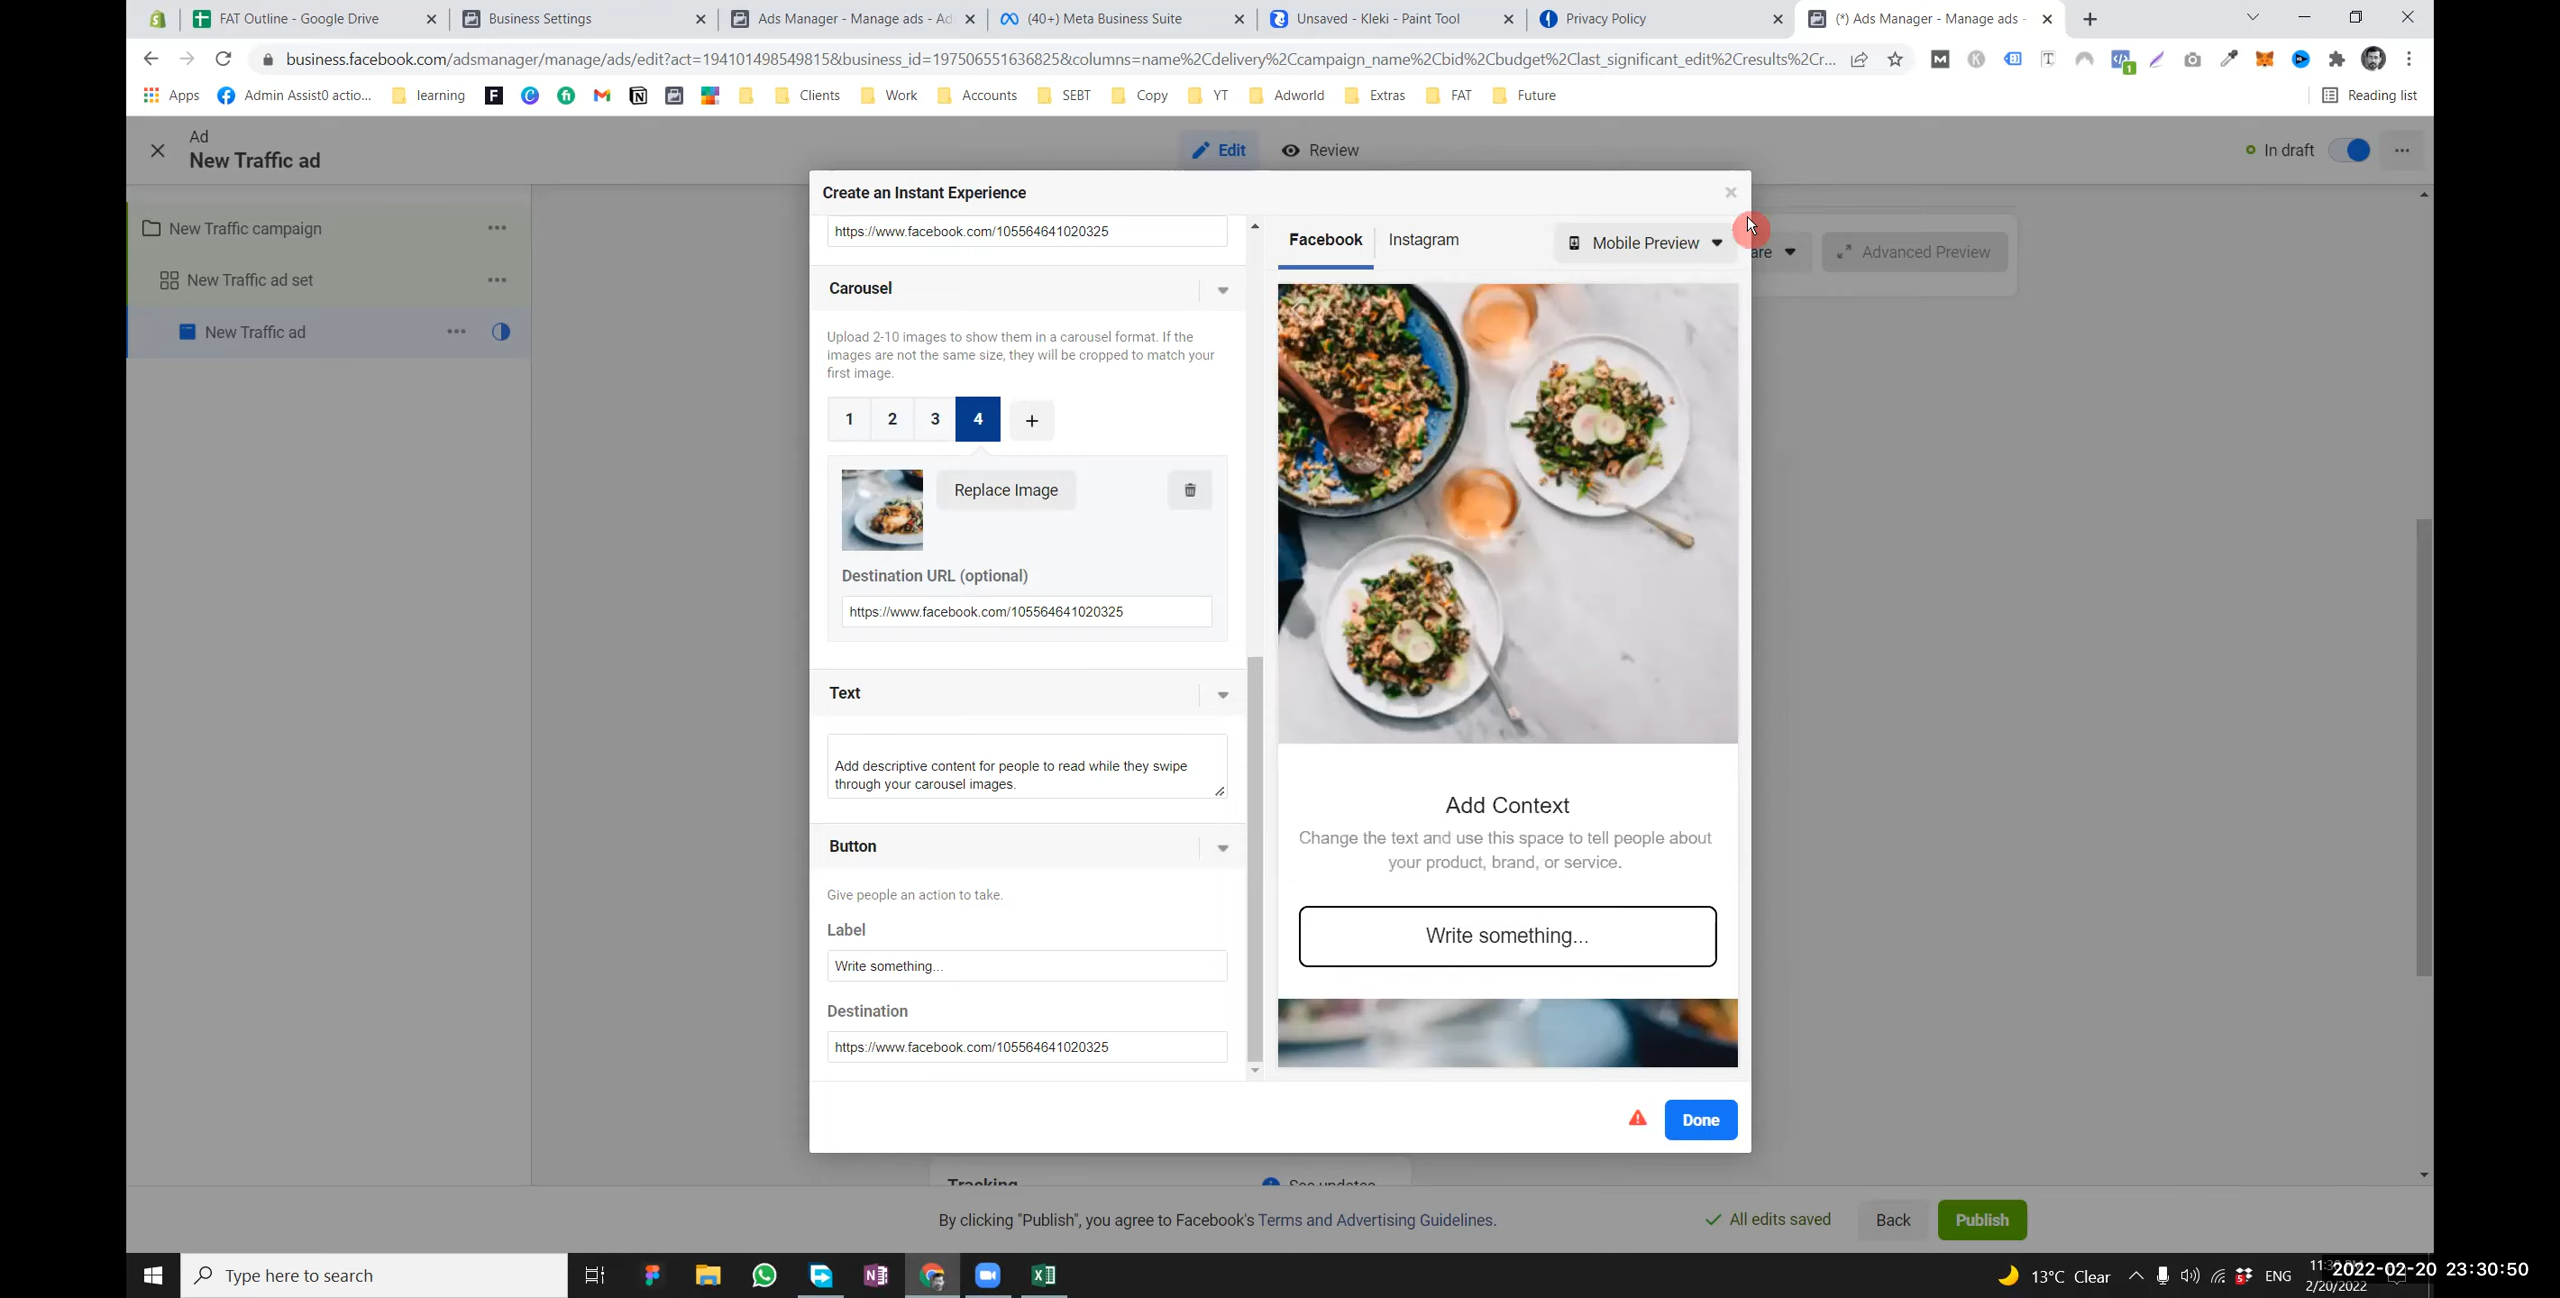 FAT Outline - Google Drive
Business Settings
Ads Manager - Manage ads - Ad
(40+) Meta Business Suite
Unsaved - Kleki - Paint Tool
Privacy Policy
(*) Ads Manager - Manage ads -
business.facebook.com/adsmanager/manage/ads/edit?act=194101498549815&business_id=1975065516368258&columns=name%2Cdelivery%2Ccampaign_name%2Cbid%2Cbudget%2Clast_significant_edit%2Cresults%2Cr...
Apps
Admin Assist0 actio...
learning
Clients
Work
Accounts
SEBT
Copy
YT
Adworld
Extras
FAT
Future
Reading list
Ad
New Traffic ad
Edit
Review
In draft
New Traffic campaign
New Traffic ad set
New Traffic ad
Create an Instant Experience
https://www.facebook.com/105564641020325
Carousel
Upload 2-10 images to show them in a carousel format. If the
images are not the same size, they will be cropped to match your
first image.
1 2 3 4 +
Replace Image
Destination URL (optional)
https://www.facebook.com/105564641020325
Text
Add descriptive content for people to read while they swipe
through your carousel images.
Button
Give people an action to take.
Label
Write something...
Destination
https://www.facebook.com/105564641020325
Facebook
Instagram
Mobile Preview
are
Advanced Preview
Add Context
Change the text and use this space to tell people about
your product, brand, or service.
Write something...
Done
Tracking
See updates
By clicking "Publish", you agree to Facebook's Terms and Advertising Guidelines.
All edits saved
Back
Publish
Type here to search
13°C Clear
ENG
2/20/2022
2022-02-20 23:30:50